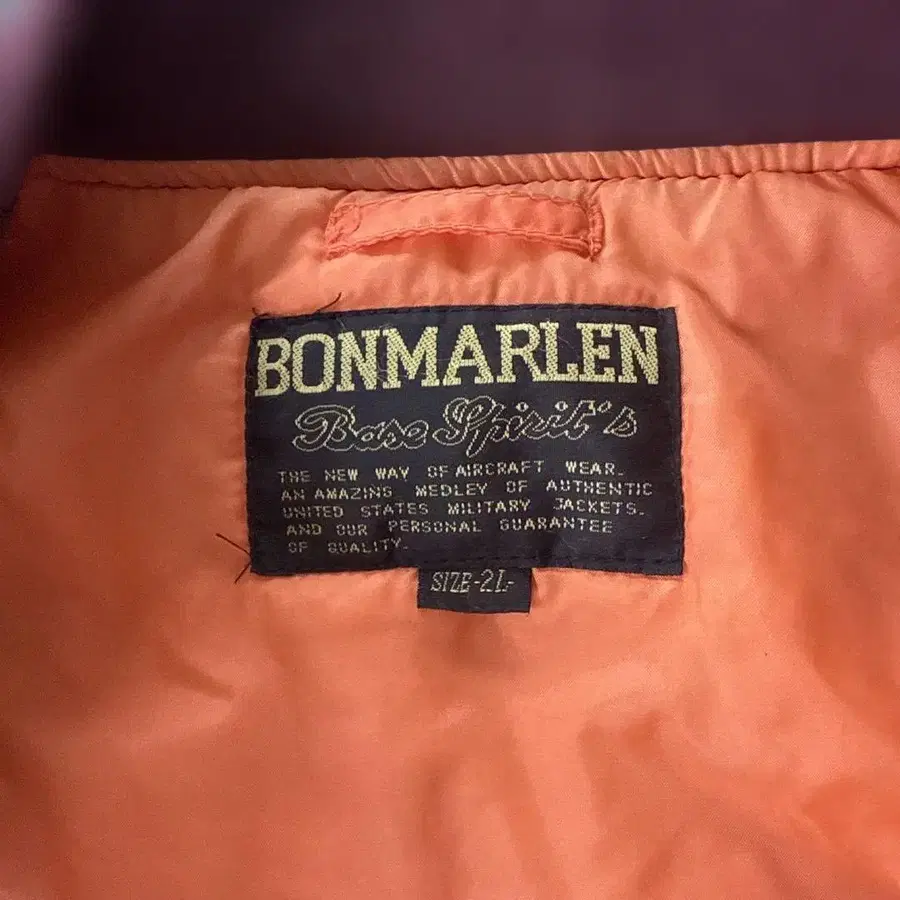 BONMARLEN
Base Spirit's
THE NEW WAY OF AIRCRAFT WEAR.
AN AMAZING MEDLEY OF AUTHENTIC
UNITED STATES MILITARY JACKETS.
AND OUR PERSONAL GUARANTEE
OF QUALITY.
SIZE-2L-